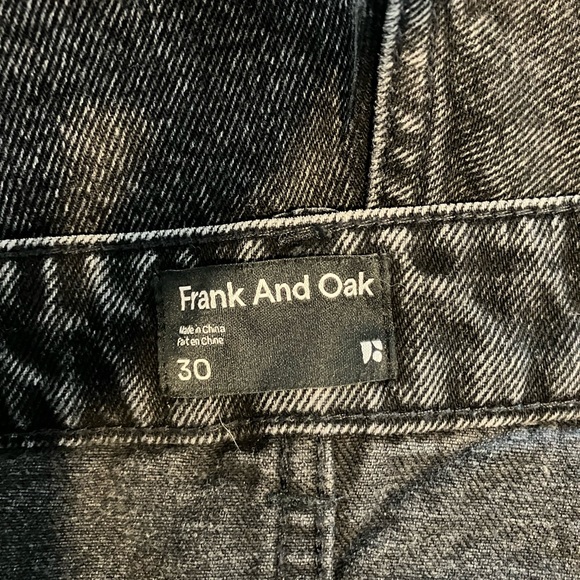 Frank And Oak
Made in China
Fait en Chine
30